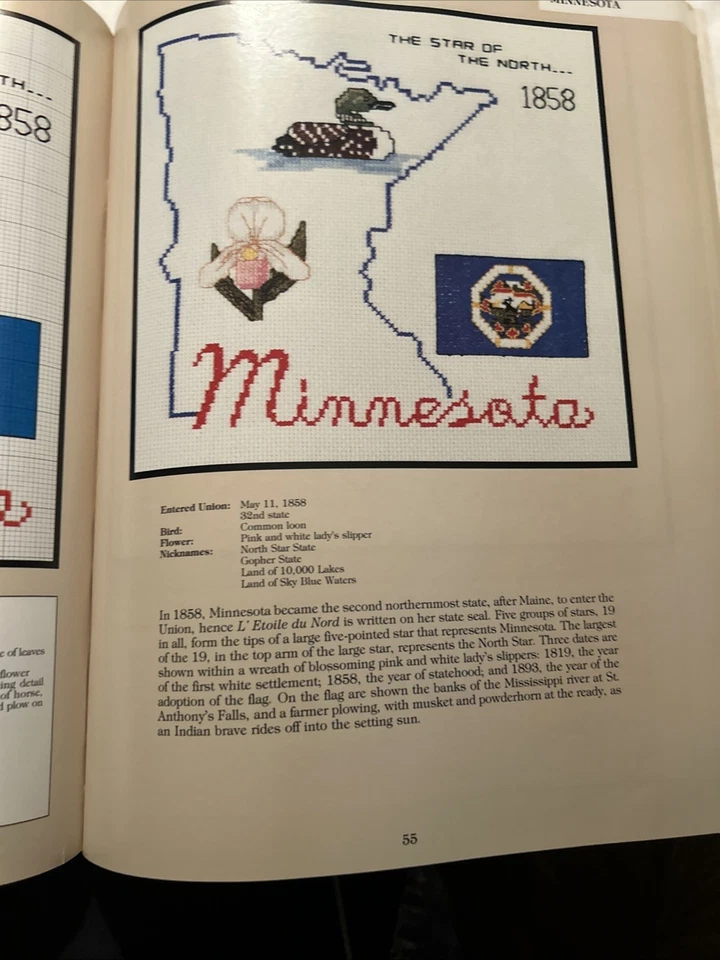 MINNESOTA
TH...
858
THE STAR OF
THE NORTH...
1858
Minnesota
Entered Union: May 11, 1858
32nd state
Bird: Common loon
Flower: Pink and white lady's slipper
Nicknames: North Star State
Gopher State
Land of 10,000 Lakes
Land of Sky Blue Waters
In 1858, Minnesota became the second northernmost state, after Maine, to enter the
Union, hence L' Etoile du Nord is written on her state seal. Five groups of stars, 19
in all, form the tips of a large five-pointed star that represents Minnesota. The largest
of the 19, in the top arm of the large star, represents the North Star. Three dates are
shown within a wreath of blossoming pink and white lady's slippers: 1819, the year
of the first white settlement; 1858, the year of statehood; and 1893, the year of the
adoption of the flag. On the flag are shown the banks of the Mississippi river at St.
Anthony's Falls, and a farmer plowing, with musket and powderhorn at the ready, as
an Indian brave rides off into the setting sun.
e of leaves
flower
ing detail
of horse,
d plow on
55